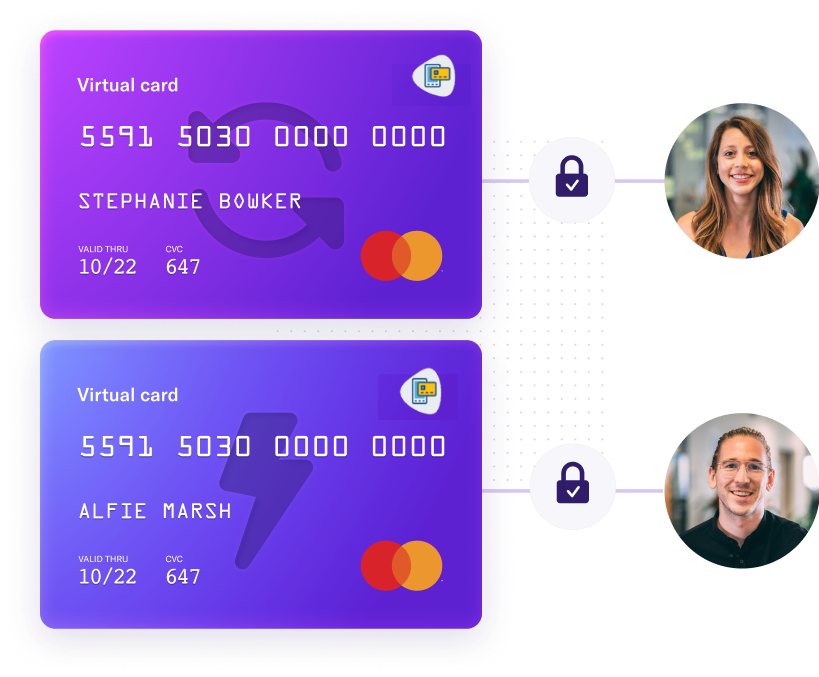 Virtual card
5591 5030 0000 0000
STEPHANIE BOWKER
VALID THRU CVC
10/22 647
Virtual card
5591 5030 0000 0000
ALFIE MARSH
VALID THRU CVC
10/22 647